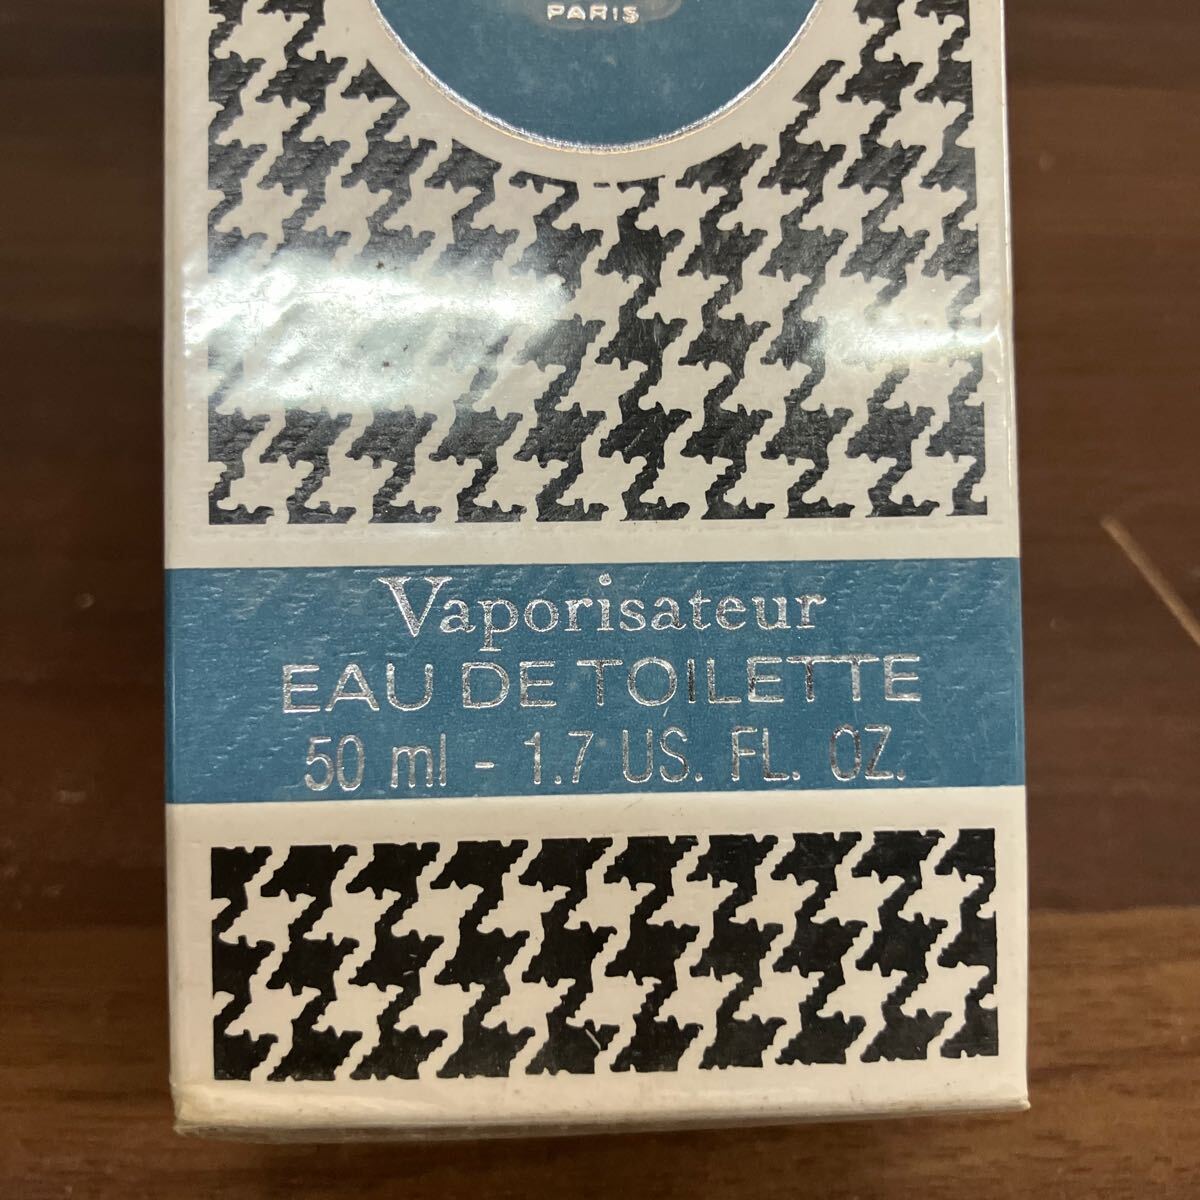 PARIS
Vaporisateur
EAU DE TOILETTE
50 ml - 1.7 US. FL. OZ.